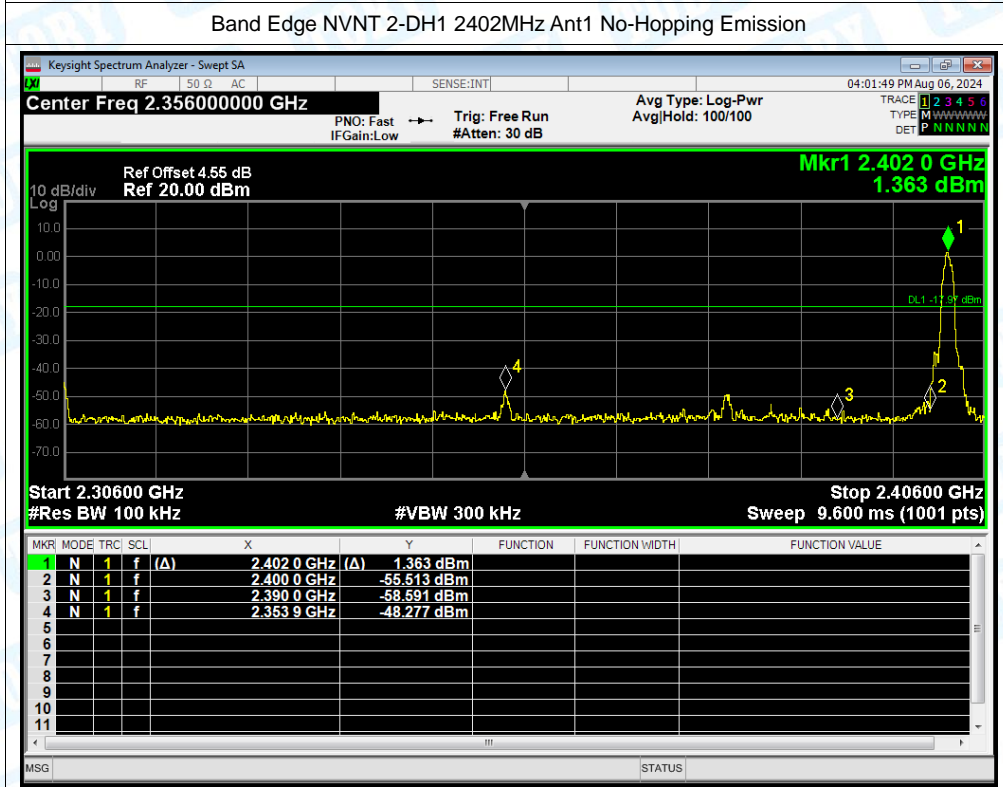 Band Edge NVNT 2-DH1 2402MHz Ant1 No-Hopping Emission
Keysight Spectrum Analyzer - Swept SA
LXI RF 50 Ω AC SENSE:INT 04:01:49 PM Aug 06, 2024
Center Freq 2.356000000 GHz
PNO: Fast
IFGain:Low
Trig: Free Run
#Atten: 30 dB
Avg Type: Log-Pwr
Avg|Hold: 100/100
TRACE 1 2 3 4 5 6
TYPE M WWWWW
DET P N N N N N
Mkr1 2.402 0 GHz
1.363 dBm
Ref Offset 4.55 dB
10 dB/div Ref 20.00 dBm
Log
10.0
0.00
-10.0
-20.0
-30.0
-40.0
-50.0
-60.0
-70.0
1
DL1 -17.97 dBm
4
2
3
Start 2.30600 GHz Stop 2.40600 GHz
#Res BW 100 kHz #VBW 300 kHz Sweep 9.600 ms (1001 pts)
MKR MODE TRC SCL X Y FUNCTION FUNCTION WIDTH FUNCTION VALUE
1 N 1 f (Δ) 2.402 0 GHz (Δ) 1.363 dBm
2 N 1 f 2.400 0 GHz -55.513 dBm
3 N 1 f 2.390 0 GHz -58.591 dBm
4 N 1 f 2.353 9 GHz -48.277 dBm
5
6
7
8
9
10
11
MSG STATUS